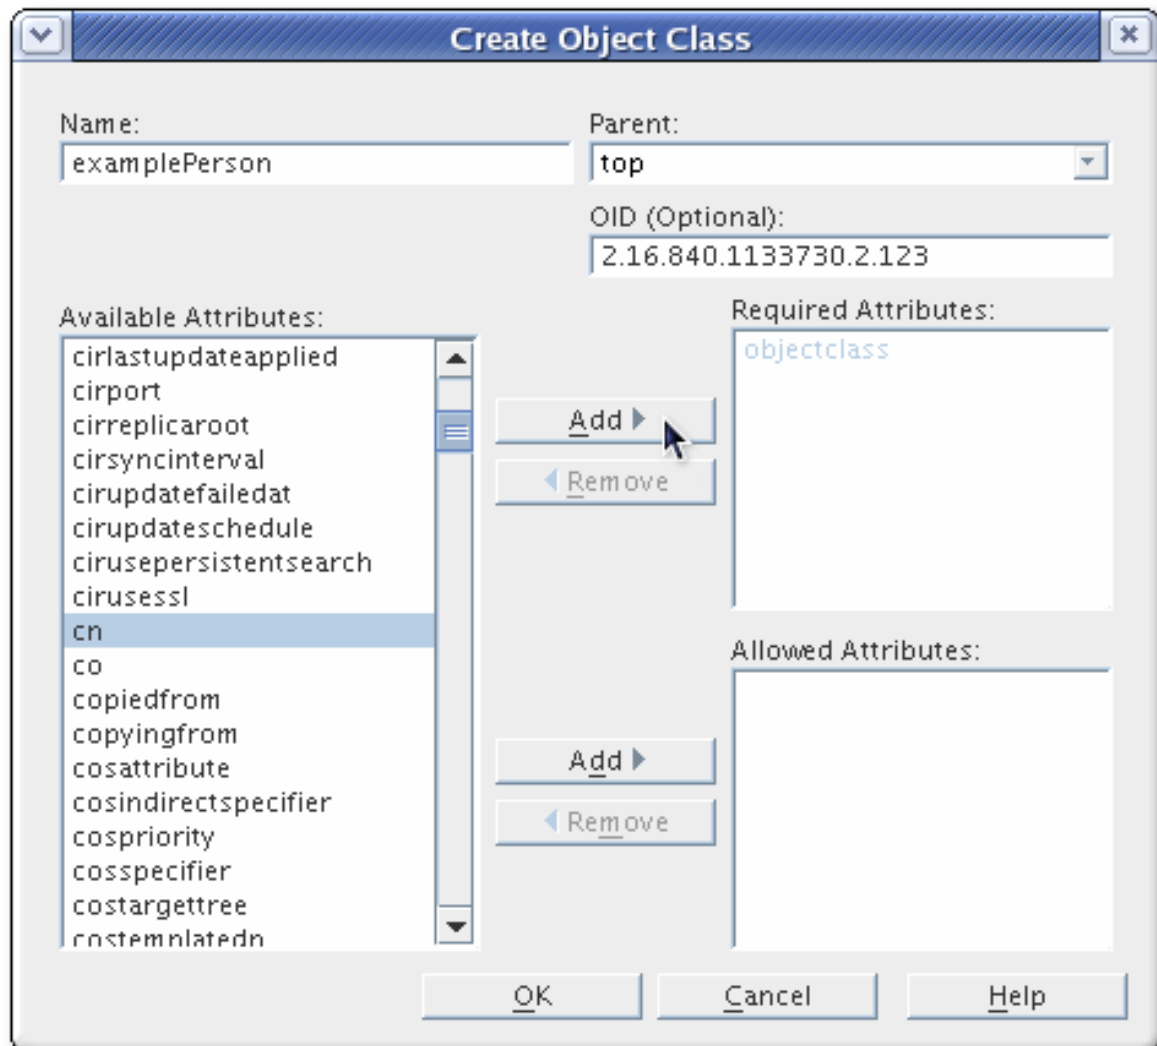 Create Object Class
Name:
examplePerson
Parent:
top
OID (Optional):
2.16.840.1133730.2.123
Available Attributes:
cirlastupdateapplied
cirport
cirreplicaroot
cirsyncinterval
cirupdatefailedat
cirupdateschedule
cirusepersistentsearch
cirusessl
cn
co
copiedfrom
copyingfrom
cosattribute
cosindirectspecifier
cospriority
cosspecifier
costargettree
costemplatedn
Add
Remove
Required Attributes:
objectclass
Add
Remove
Allowed Attributes:
OK
Cancel
Help